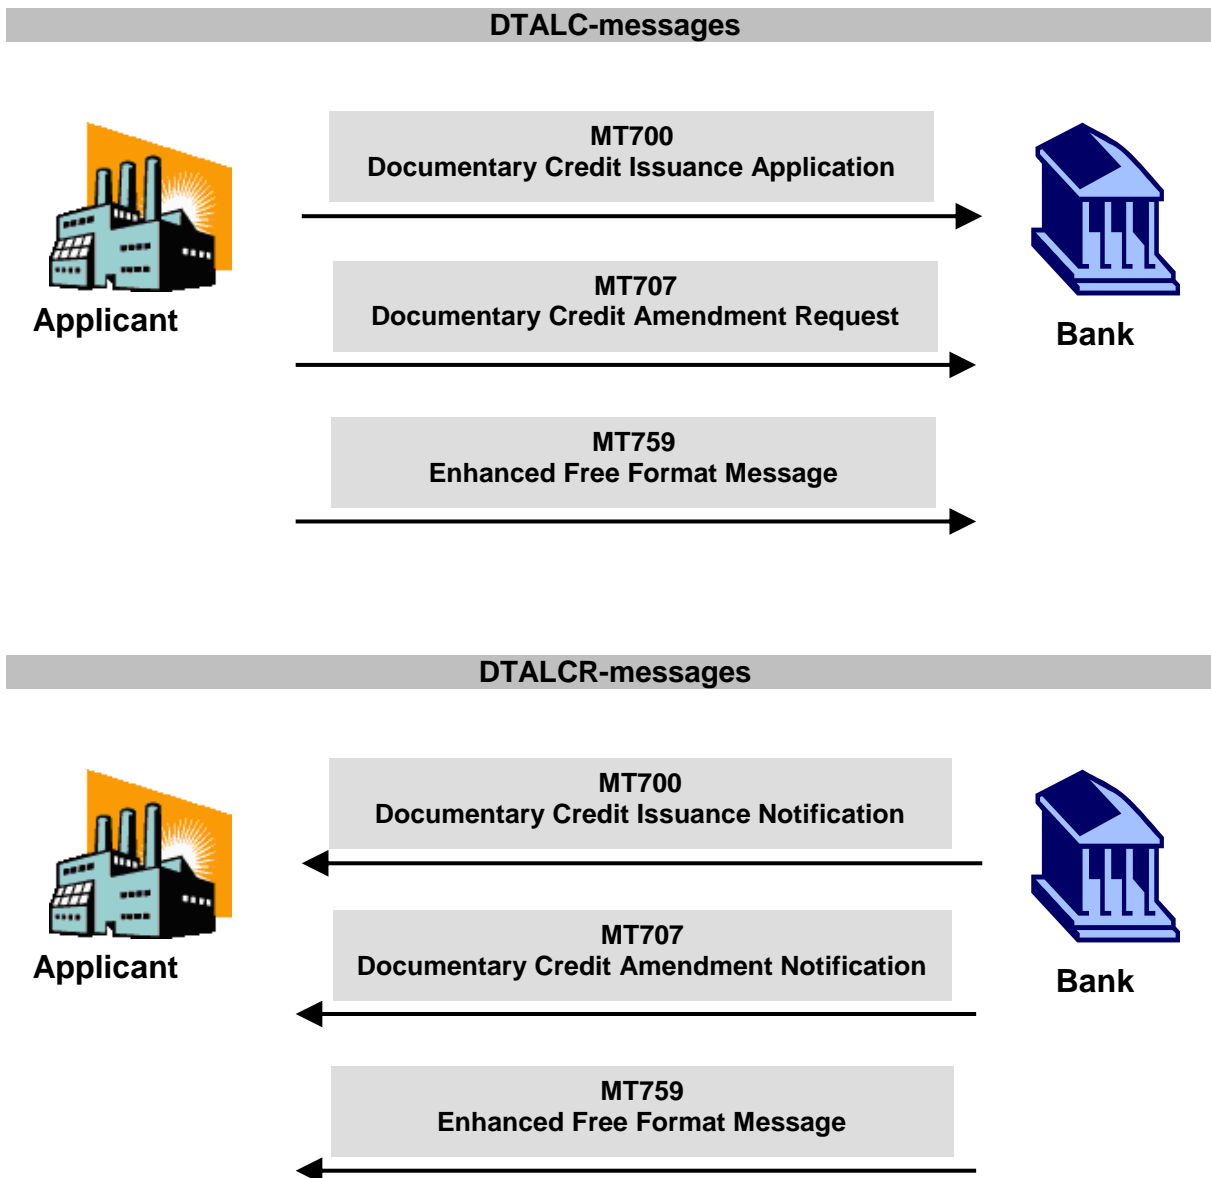 DTALC-messages
MT700
Documentary Credit Issuance Application
MT707
Documentary Credit Amendment Request
Applicant
Bank
MT759
Enhanced Free Format Message
DTALCR-messages
MT700
Documentary Credit Issuance Notification
MT707
Documentary Credit Amendment Notification
Applicant
Bank
MT759
Enhanced Free Format Message